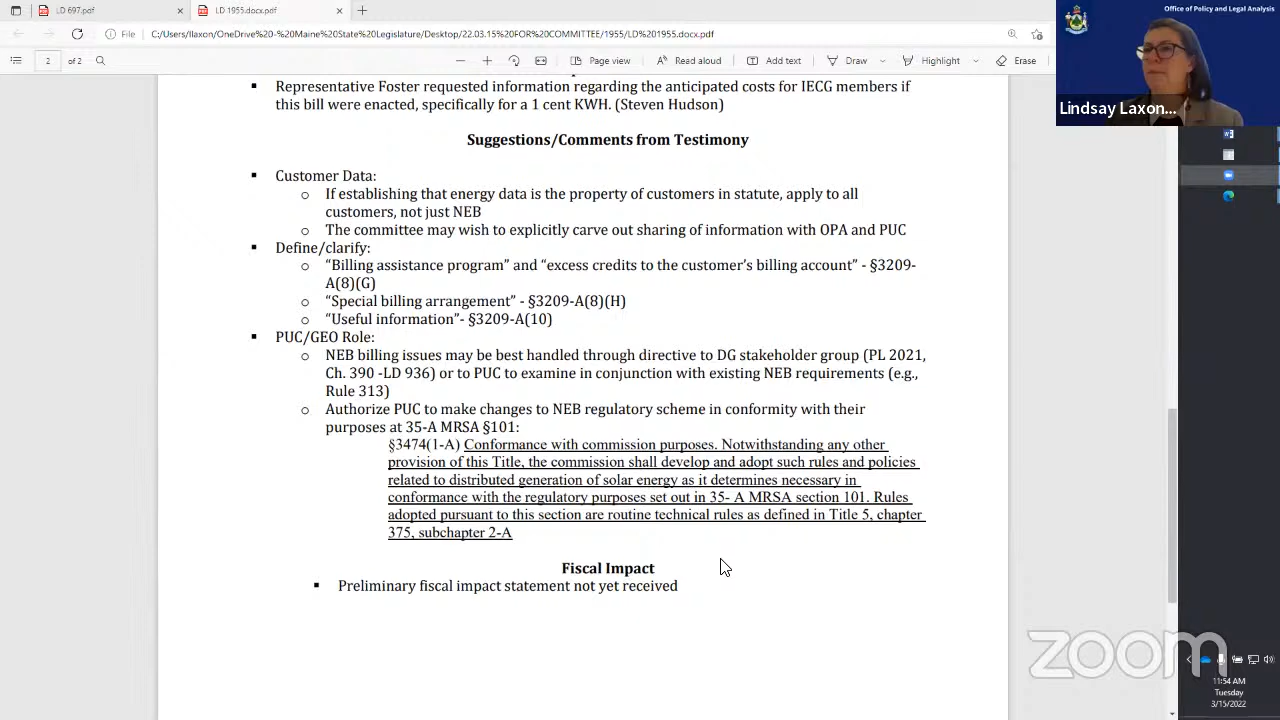 LD 697.pdf
LD 1955.docx.pdf
Office of Policy and Legal Analysis
File
C:/Users/llaxon/OneDrive%20-%20Maine%20State%20Legislature/Desktop/22.03.15%20FOR%20COMMITTEE/1955/LD%201955.docx.pdf
2 of 2
Page view
Read aloud
Add text
Draw
Highlight
Erase
Lindsay Laxon...
Representative Foster requested information regarding the anticipated costs for IECG members if
this bill were enacted, specifically for a 1 cent KWH. (Steven Hudson)
Suggestions/Comments from Testimony
Customer Data:
If establishing that energy data is the property of customers in statute, apply to all
customers, not just NEB
The committee may wish to explicitly carve out sharing of information with OPA and PUC
Define/clarify:
“Billing assistance program” and “excess credits to the customer’s billing account” - §3209-
A(8)(G)
“Special billing arrangement” - §3209-A(8)(H)
“Useful information”- §3209-A(10)
PUC/GEO Role:
NEB billing issues may be best handled through directive to DG stakeholder group (PL 2021,
Ch. 390 -LD 936) or to PUC to examine in conjunction with existing NEB requirements (e.g.,
Rule 313)
Authorize PUC to make changes to NEB regulatory scheme in conformity with their
purposes at 35-A MRSA §101:
§3474(1-A) Conformance with commission purposes. Notwithstanding any other
provision of this Title, the commission shall develop and adopt such rules and policies
related to distributed generation of solar energy as it determines necessary in
conformance with the regulatory purposes set out in 35- A MRSA section 101. Rules
adopted pursuant to this section are routine technical rules as defined in Title 5, chapter
375, subchapter 2-A
Fiscal Impact
Preliminary fiscal impact statement not yet received
zoom
11:54 AM
Tuesday
3/15/2022